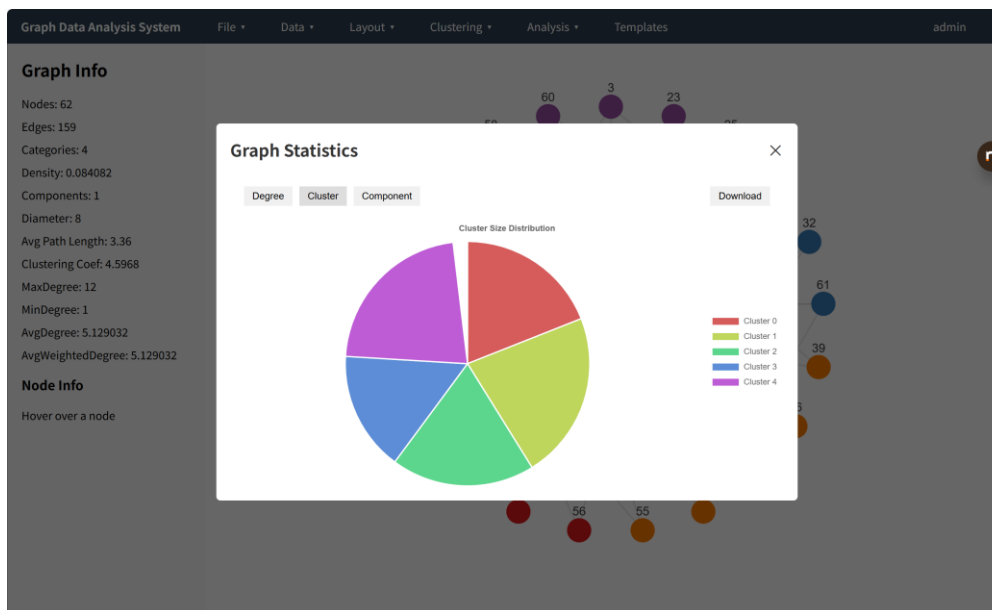 Graph Data Analysis System File ▾ Data ▾ Layout ▾ Clustering ▾ Analysis ▾ Templates admin
Graph Info
Nodes: 62
Edges: 159
Categories: 4
Density: 0.084082
Components: 1
Diameter: 8
Avg Path Length: 3.36
Clustering Coef: 4.5968
MaxDegree: 12
MinDegree: 1
AvgDegree: 5.129032
AvgWeightedDegree: 5.129032
Node Info
Hover over a node
60
3
23
32
61
39
56
55
Graph Statistics ×
Degree Cluster Component Download
Cluster Size Distribution
Cluster 0
Cluster 1
Cluster 2
Cluster 3
Cluster 4